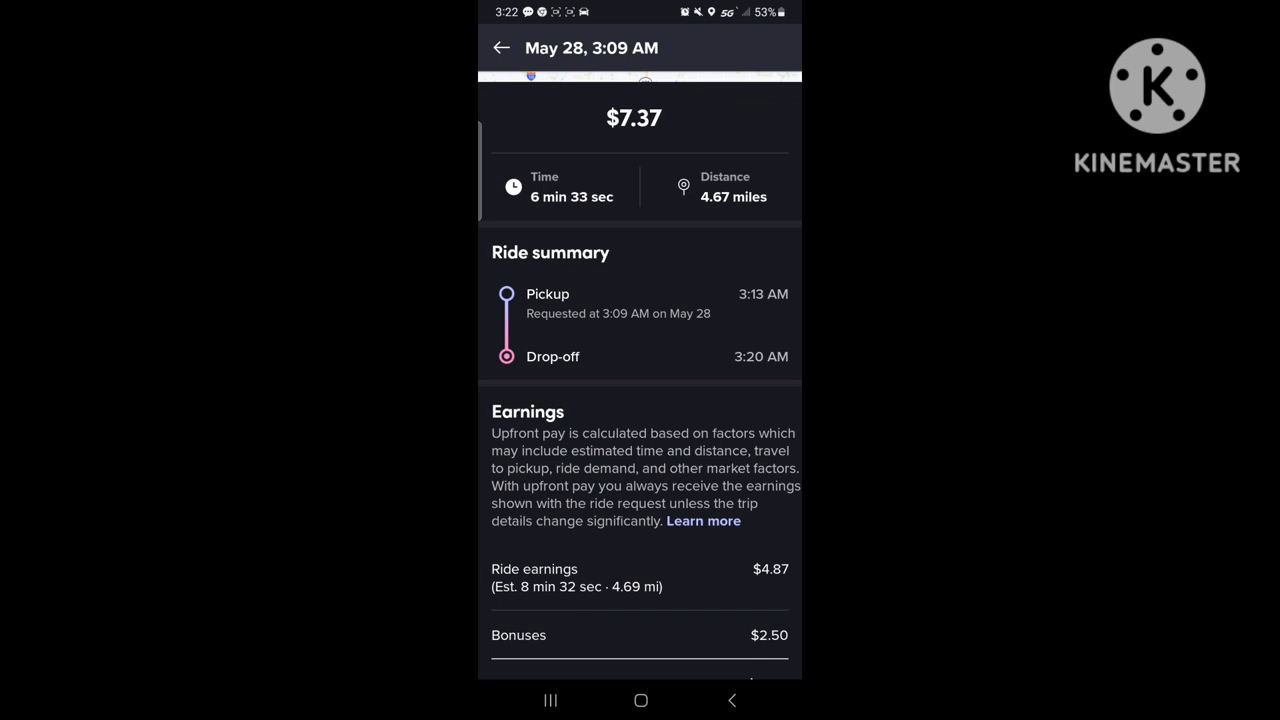 3:22
5G
53%
May 28, 3:09 AM
K
KINEMASTER
$7.37
Time
6 min 33 sec
Distance
4.67 miles
Ride summary
Pickup
3:13 AM
Requested at 3:09 AM on May 28
Drop-off
3:20 AM
Earnings
Upfront pay is calculated based on factors which
may include estimated time and distance, travel
to pickup, ride demand, and other market factors.
With upfront pay you always receive the earnings
shown with the ride request unless the trip
details change significantly. Learn more
Ride earnings
$4.87
(Est. 8 min 32 sec · 4.69 mi)
Bonuses
$2.50